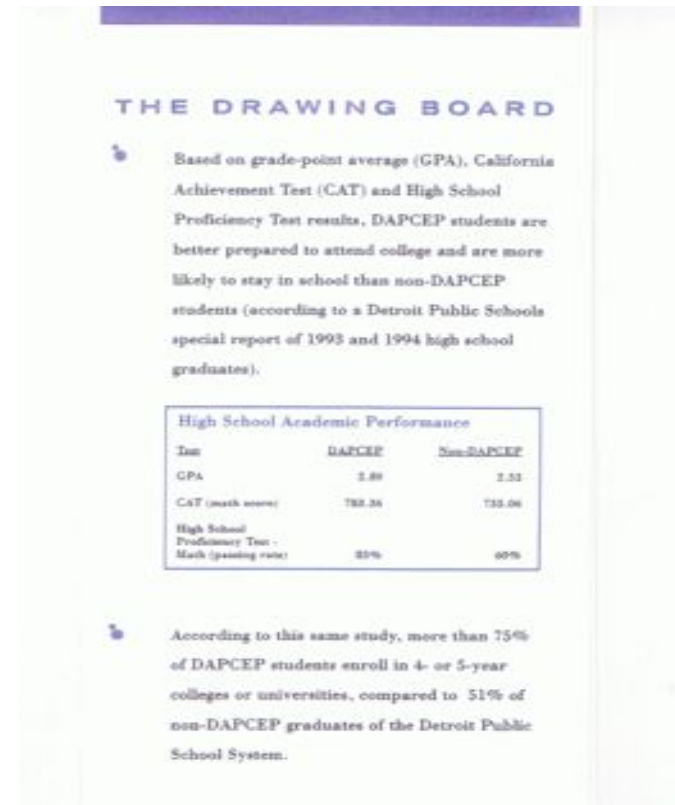 THE DRAWING BOARD
Based on grade-point average (GPA), California
Achievement Test (CAT) and High School
Proficiency Test results, DAPCEP students are
better prepared to attend college and are more
likely to stay in school than non-DAPCEP
students (according to a Detroit Public Schools
special report of 1993 and 1994 high school
graduates).
High School Academic Performance
Test DAPCEP Non-DAPCEP
GPA
CAT (math score)
High School
Proficiency Test -
Math (passing rate) 60%
According to this same study, more than 75%
of DAPCEP students enroll in 4- or 5-year
colleges or universities, compared to 51% of
non-DAPCEP graduates of the Detroit Public
School System.